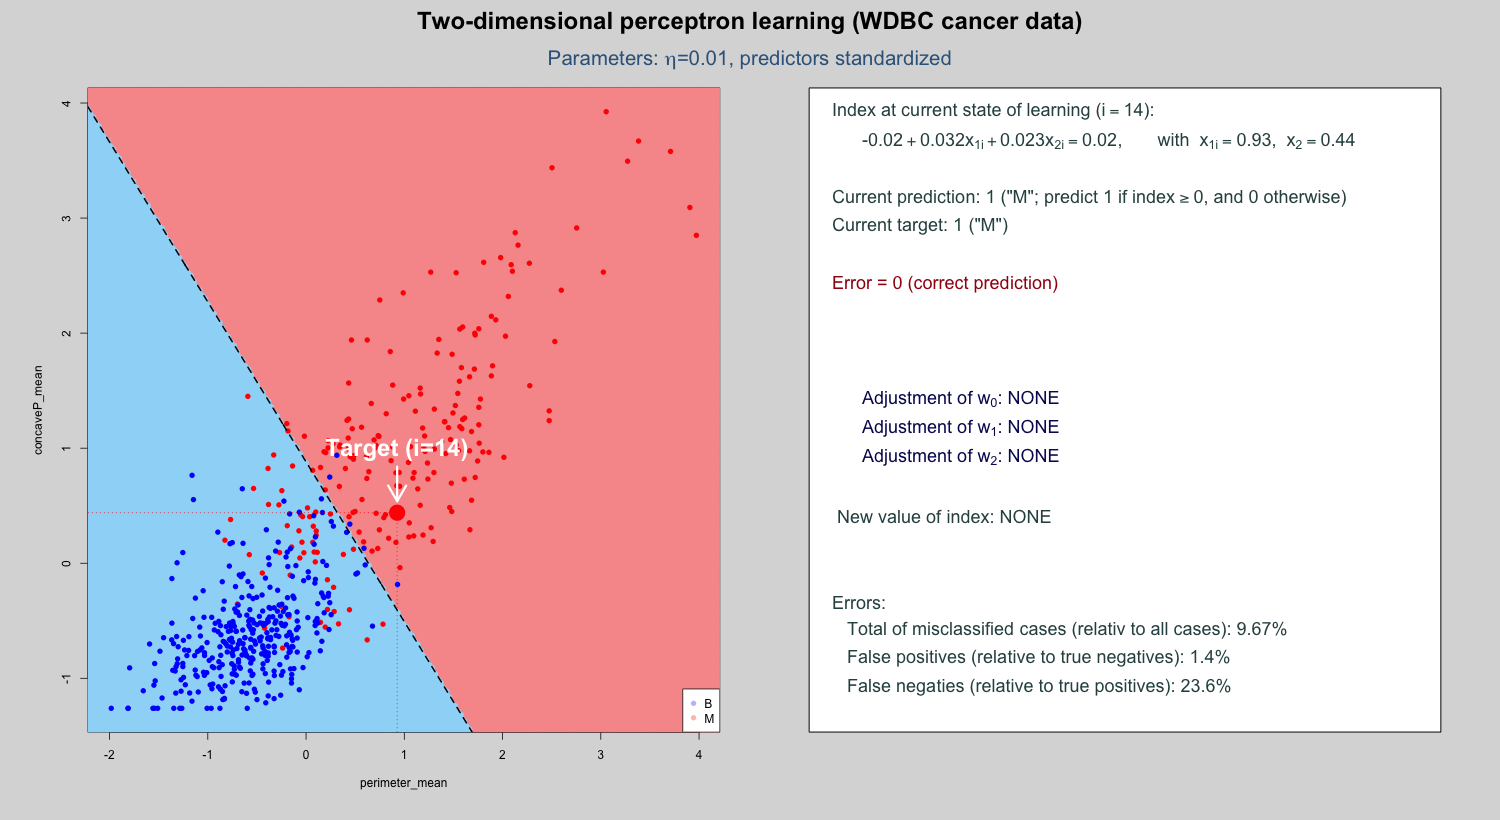 Two-dimensional perceptron learning (WDBC cancer data)
Parameters: η=0.01, predictors standardized
4
3
2
1
0
-1
concaveP_mean
Target (i=14)
B
M
-2 -1 0 1 2 3 4
perimeter_mean
Index at current state of learning (i = 14):
-0.02 + 0.032x1i + 0.023x2i = 0.02, with x1i = 0.93, x2 = 0.44
Current prediction: 1 ("M"; predict 1 if index ≥ 0, and 0 otherwise)
Current target: 1 ("M")
Error = 0 (correct prediction)
Adjustment of w0: NONE
Adjustment of w1: NONE
Adjustment of w2: NONE
New value of index: NONE
Errors:
Total of misclassified cases (relativ to all cases): 9.67%
False positives (relative to true negatives): 1.4%
False negaties (relative to true positives): 23.6%